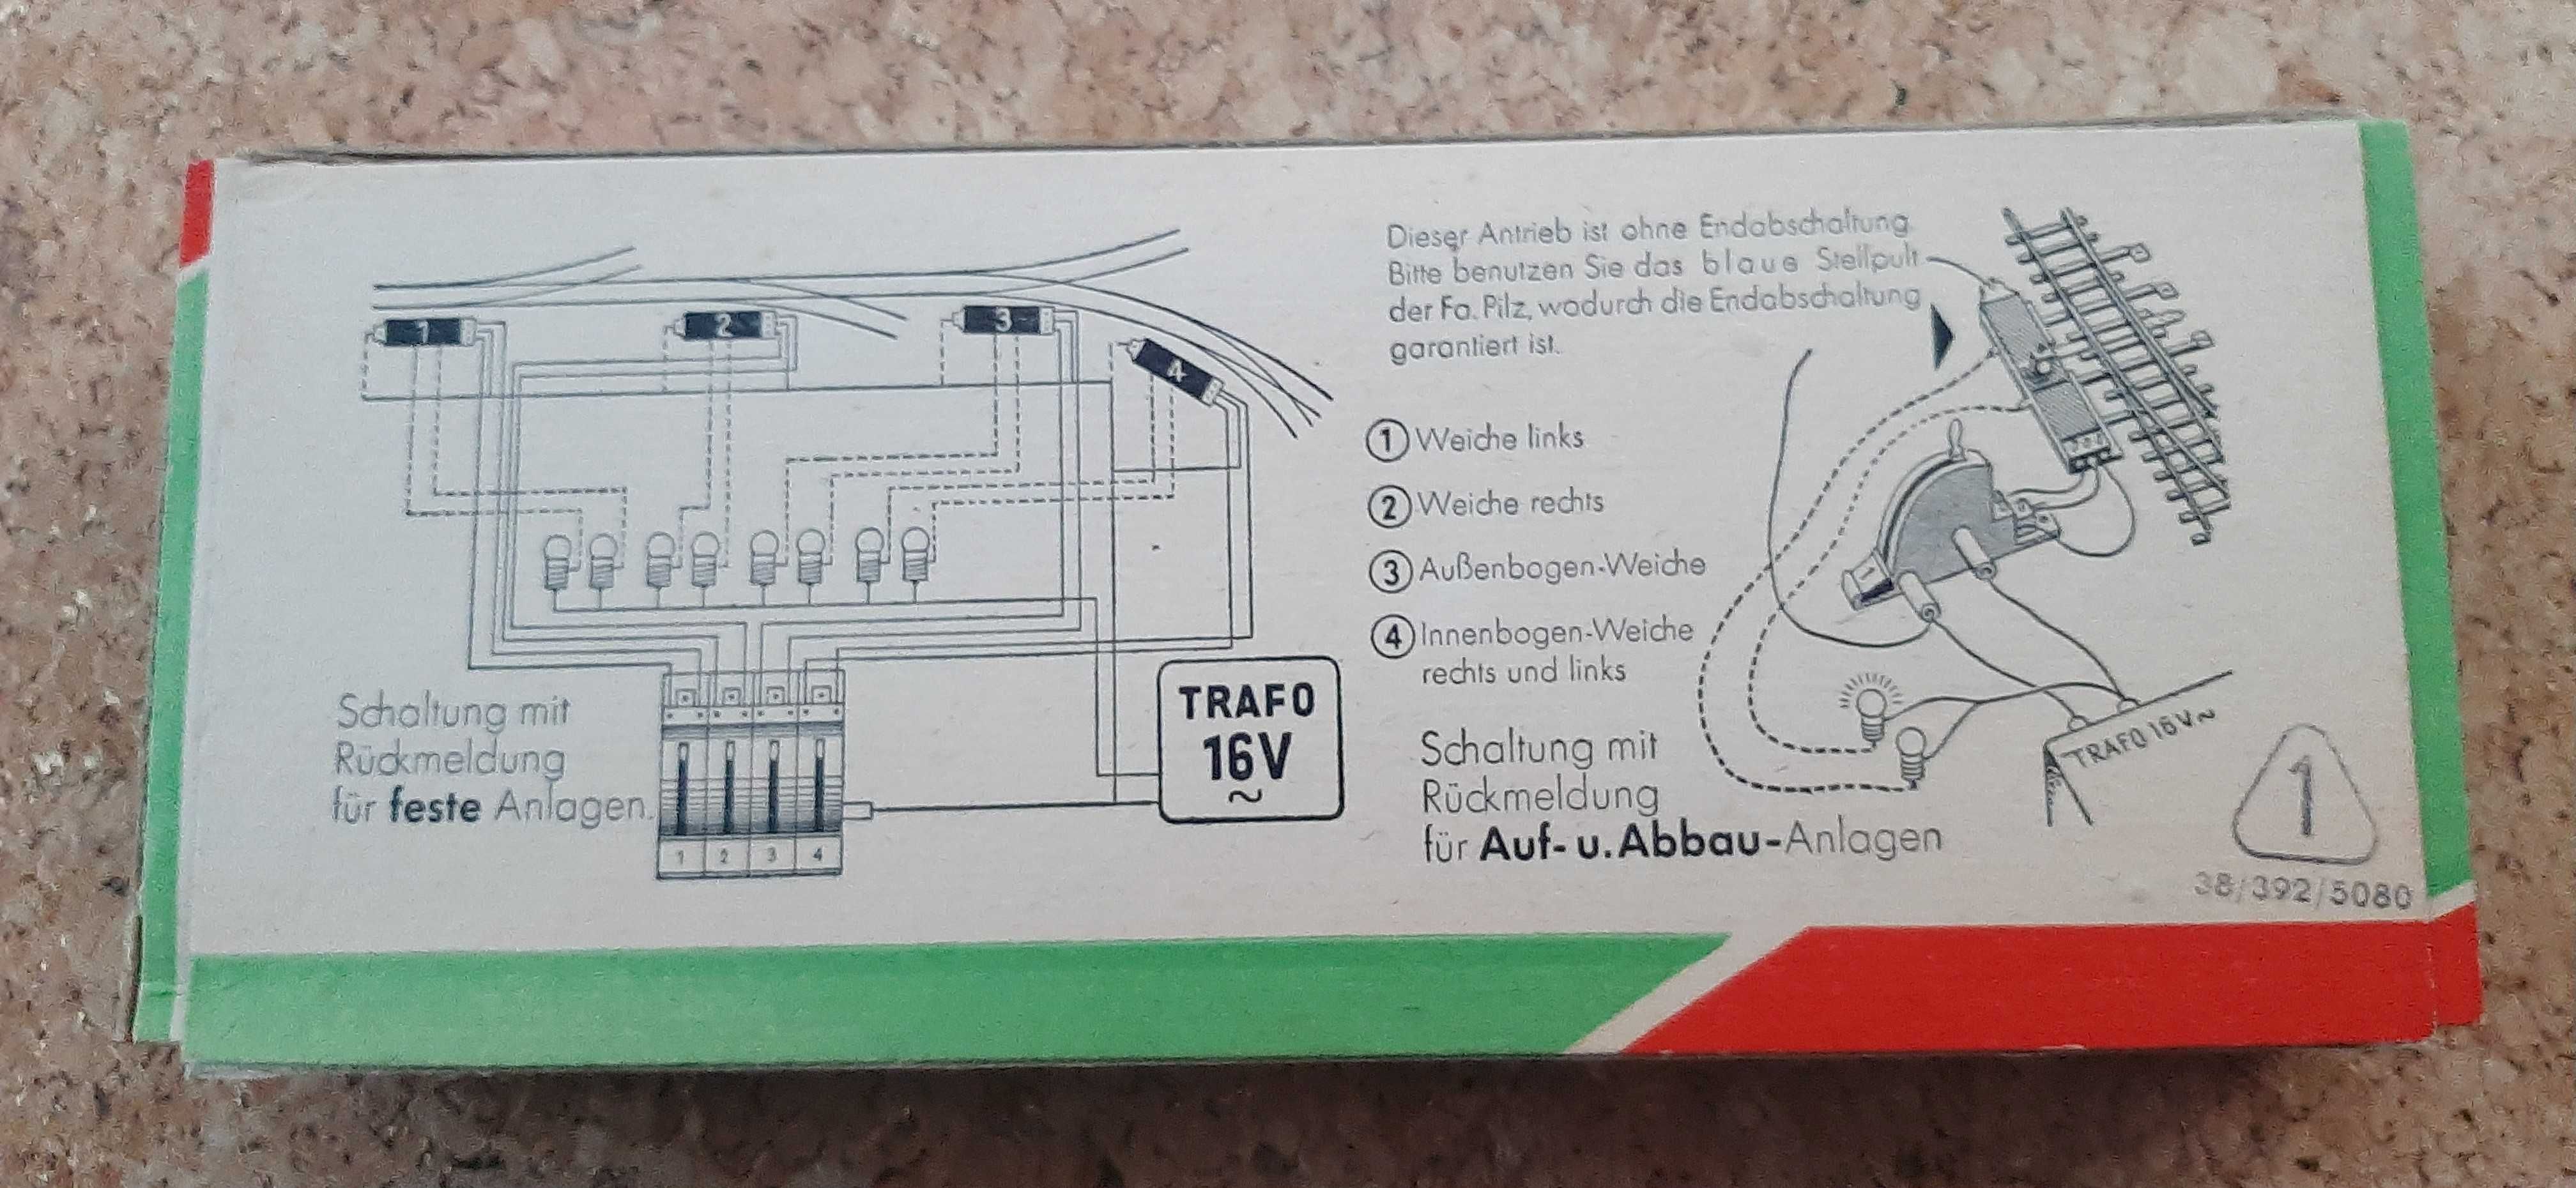 1
2
3
4
Schaltung mit
Rückmeldung
für feste Anlagen.
1 2 3 4
TRAFO
16V
~
Dieser Antrieb ist ohne Endabschaltung
Bitte benutzen Sie das blaue Stellpult
der Fa. Pilz, wodurch die Endabschaltung
garantiert ist.
1 Weiche links
2 Weiche rechts
3 Außenbogen-Weiche
4 Innenbogen-Weiche
rechts und links
Schaltung mit
Rückmeldung
für Auf- u. Abbau-Anlagen
1
TRAFO 16V~
1
38/392/5080